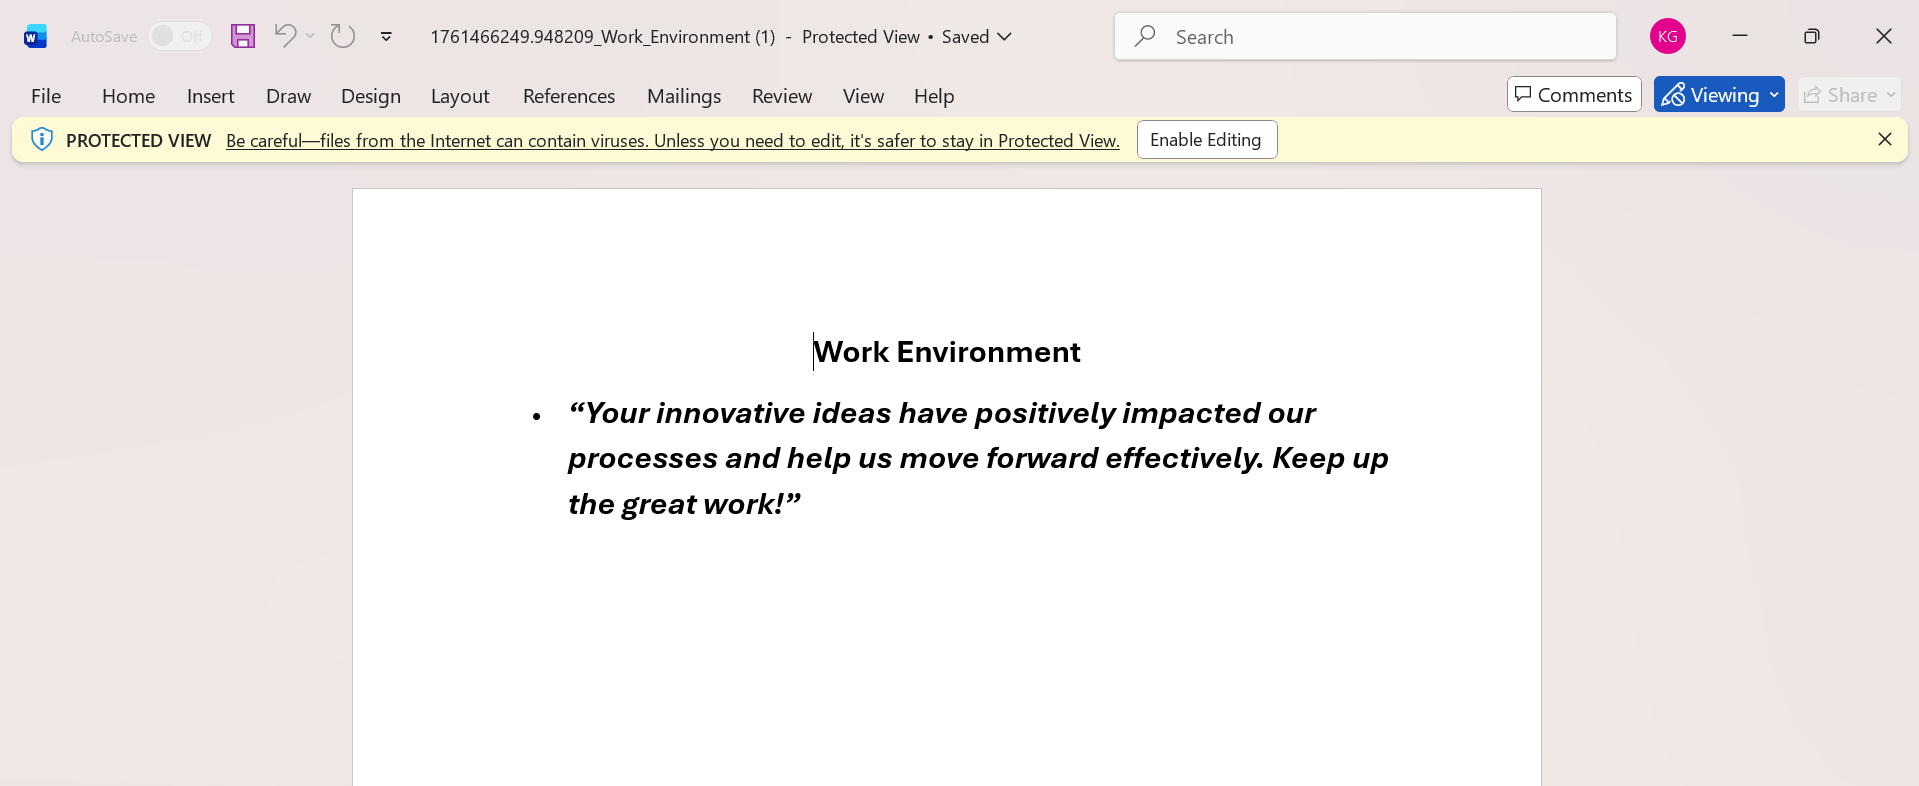 AutoSave Off 1761466249.948209_Work_Environment (1) - Protected View • Saved Search KG
File Home Insert Draw Design Layout References Mailings Review View Help Comments Viewing Share
PROTECTED VIEW Be careful—files from the Internet can contain viruses. Unless you need to edit, it's safer to stay in Protected View. Enable Editing
Work Environment
• “Your innovative ideas have positively impacted our
processes and help us move forward effectively. Keep up
the great work!”